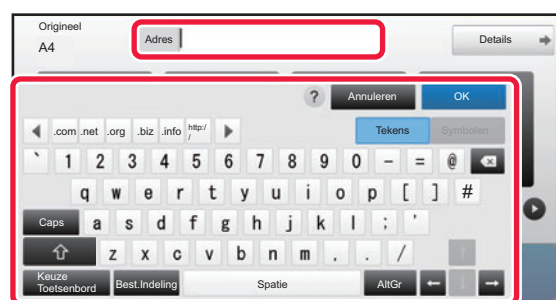 Origineel
A4
Adres
Details
? Annuleren OK
.com .net .org .biz .info http:/
/
Tekens Symbolen
` 1 2 3 4 5 6 7 8 9 0 - = @
q w e r t y u i o p [ ] #
Caps a s d f g h j k l ; '
z x c v b n m , . /
Keuze
Toetsenbord Best.Indeling Spatie AltGr